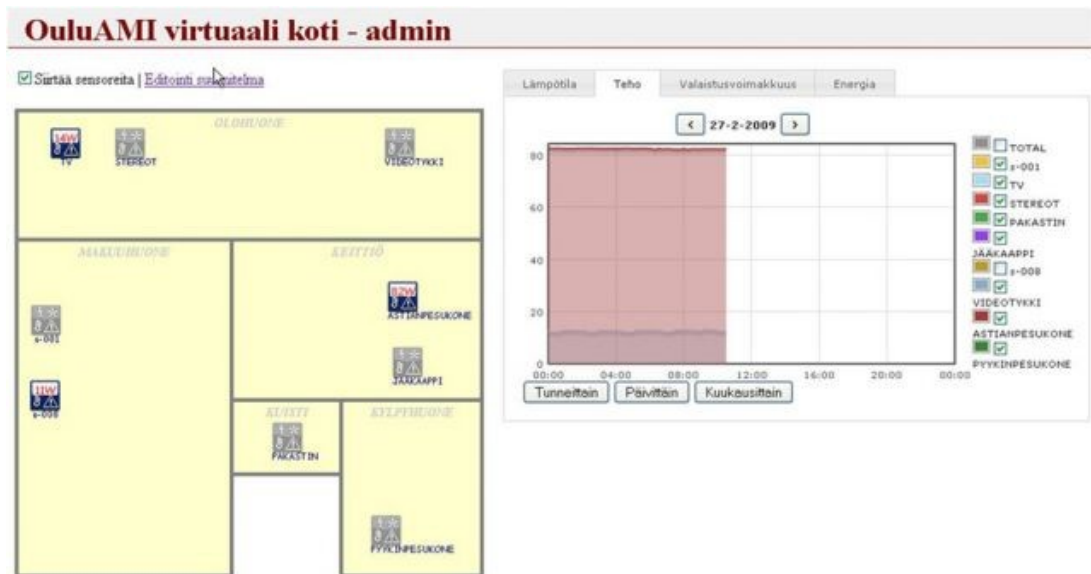 OuluAMI virtuaali koti - admin
Siirtää sensoreita | Editointi suunnitelma
OLOHUONE
14W
TV
STEREOT
VIDEOTYKKI
MAKUUHUONE
KEITTIÖ
82W
ASTIANPESUKONE
s-001
JÄÄKAAPPI
11W
s-008
KUISTI
KYLPYHUONE
PAKASTIN
PYYKINPESUKONE
Lämpötila Teho Valaistusvoimakkuus Energia
< 27-2-2009 >
80
60
40
20
0
00:00 04:00 08:00 12:00 16:00 20:00 00:00
TOTAL
s-001
TV
STEREOT
PAKASTIN
JÄÄKAAPPI
s-008
VIDEOTYKKI
ASTIANPESUKONE
PYYKINPESUKONE
Tunneittain Päivittäin Kuukausittain